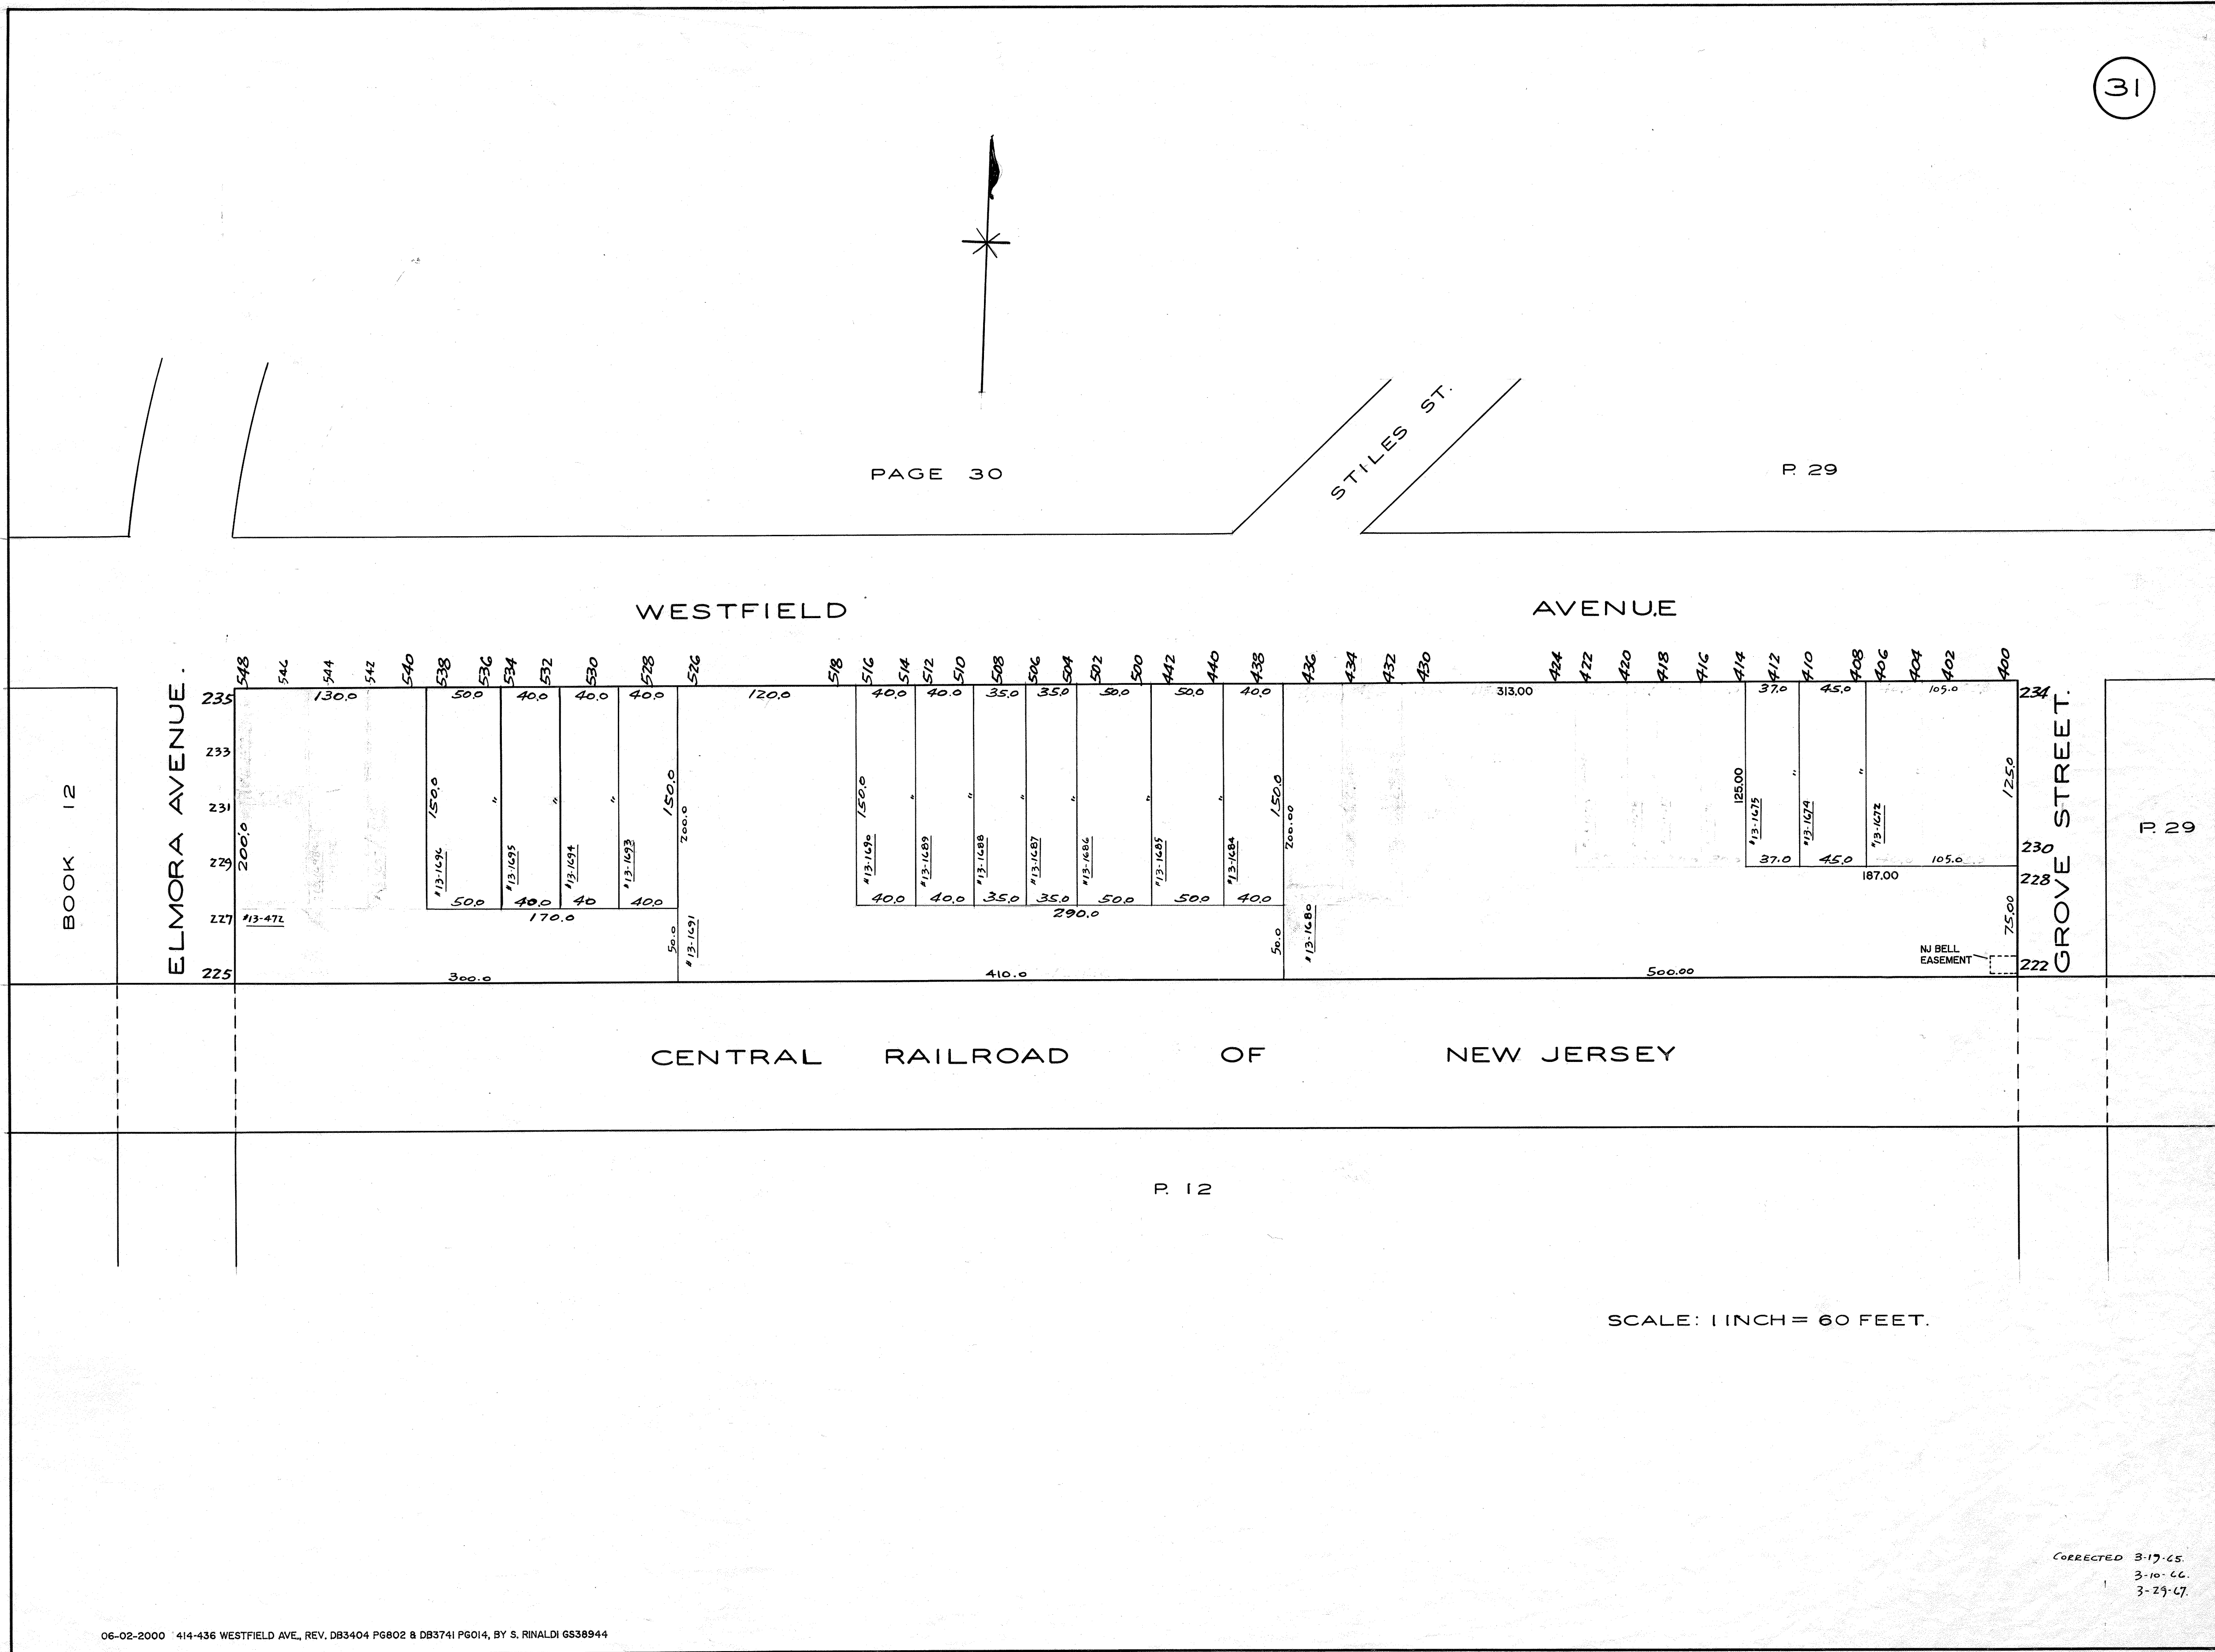 31
STILES ST.
PAGE 30
P. 29
WESTFIELD AVENUE
548 546 544 542 540 538 536 534 532 530 528 526 518 516 514 512 510 508 506 504 502 500 442 440 438 436 434 432 430 424 422 420 418 416 414 412 410 408 406 404 402 400
235 130.0 50.0 40.0 40.0 40.0 120.0 40.0 40.0 35.0 35.0 50.0 50.0 40.0 313.00 37.0 45.0 105.0 234
ELMORA AVENUE.
GROVE STREET.
BOOK 12
P. 29
233
231
229
227
225
200.0
150.0 " " " 150.0
200.0
150.0 " " " " " " 150.0
200.00
125.00 " " 125.0
#13-1696 #13-1695 #13-1694 #13-1693
#13-1690 #13-1689 #13-1688 #13-1687 #13-1686 #13-1685 #13-1684
#13-1675 #13-1674 #13-1672
230
37.0 45.0 105.0
187.00
228
50.0 40.0 40 40.0
40.0 40.0 35.0 35.0 50.0 50.0 40.0
#13-472
170.0
290.0
50.0 #13-1691
50.0 #13-1680
75.00
NJ BELL
EASEMENT
222
300.0 410.0 500.00
CENTRAL RAILROAD OF NEW JERSEY
P. 12
SCALE: 1 INCH = 60 FEET.
CORRECTED 3-19-65.
3-10-66.
3-29-67.
06-02-2000 414-436 WESTFIELD AVE., REV. DB3404 PG802 & DB3741 PG014, BY S. RINALDI GS38944